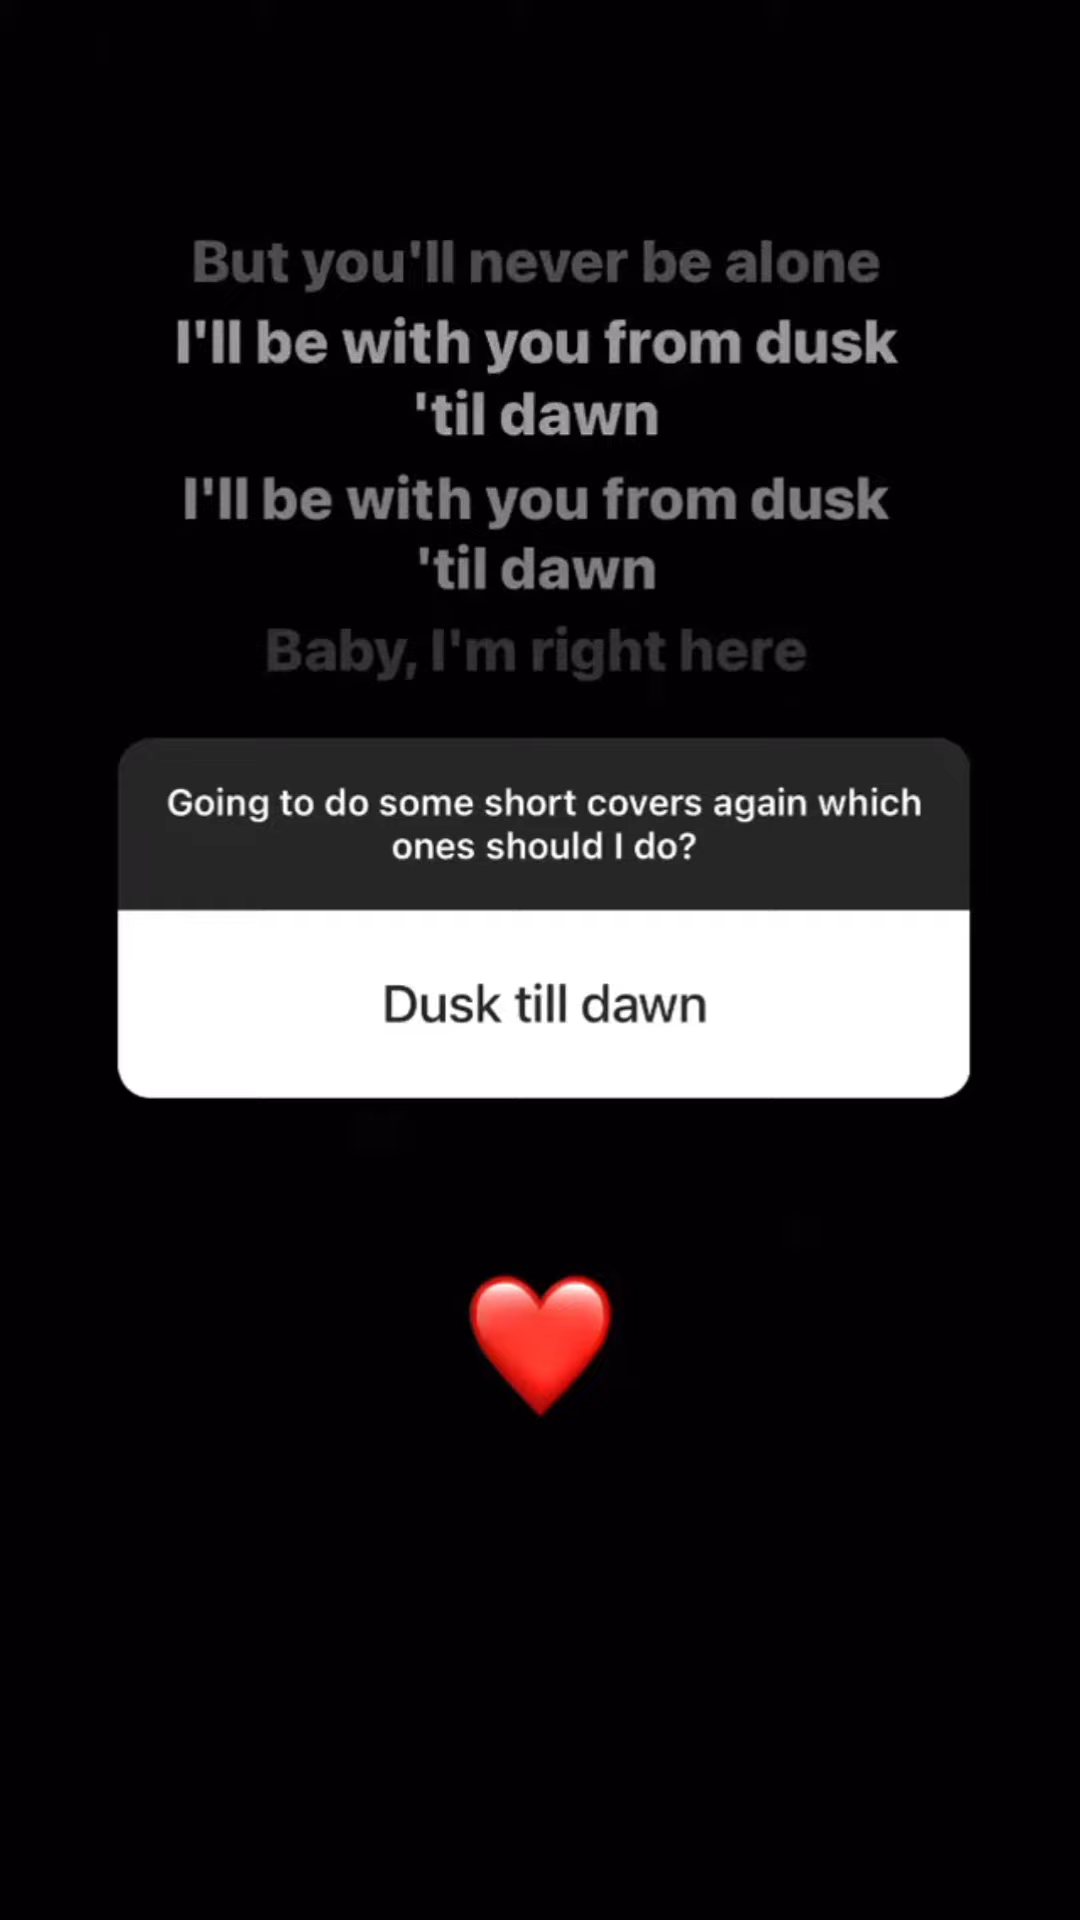 But you'll never be alone
I'll be with you from dusk
'til dawn
I'll be with you from dusk
'til dawn
Baby, I'm right here
Going to do some short covers again which
ones should I do?
Dusk till dawn